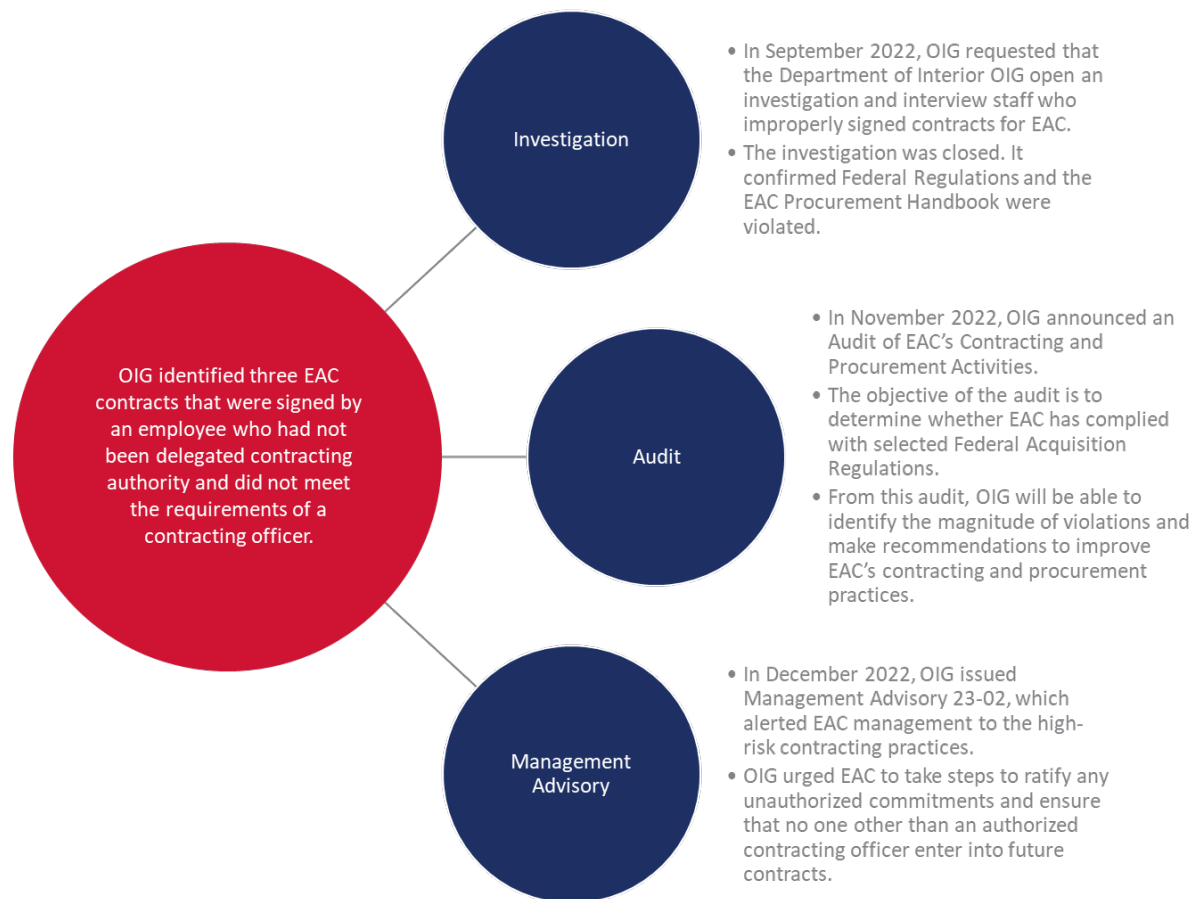 OIG identified three EAC
contracts that were signed by
an employee who had not
been delegated contracting
authority and did not meet
the requirements of a
contracting officer.
Investigation
• In September 2022, OIG requested that
the Department of Interior OIG open an
investigation and interview staff who
improperly signed contracts for EAC.
• The investigation was closed. It
confirmed Federal Regulations and the
EAC Procurement Handbook were
violated.
Audit
• In November 2022, OIG announced an
Audit of EAC's Contracting and
Procurement Activities.
• The objective of the audit is to
determine whether EAC has complied
with selected Federal Acquisition
Regulations.
• From this audit, OIG will be able to
identify the magnitude of violations and
make recommendations to improve
EAC's contracting and procurement
practices.
Management
Advisory
• In December 2022, OIG issued
Management Advisory 23-02, which
alerted EAC management to the high-
risk contracting practices.
• OIG urged EAC to take steps to ratify any
unauthorized commitments and ensure
that no one other than an authorized
contracting officer enter into future
contracts.